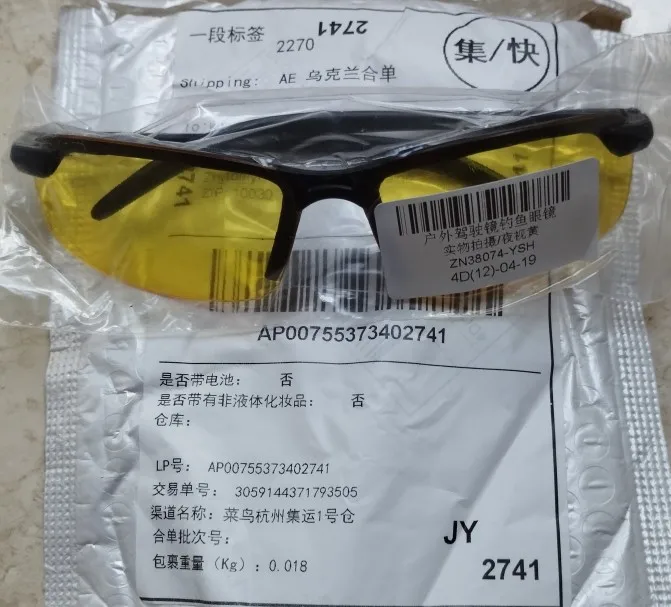 一段标签
2270
2741
集/快
Shipping: AE 乌克兰合单
2741
户外驾驶镜钓鱼眼镜
实物拍摄/夜视黄
ZN38074-YSH
4D(12)-04-19
AP00755373402741
是否带电池： 否
是否带有非液体化妆品： 否
仓库：
LP号： AP00755373402741
交易单号： 3059144371793505
渠道名称： 菜鸟杭州集运1号仓
合单批次号：
包裹重量（Kg）：0.018
JY
2741